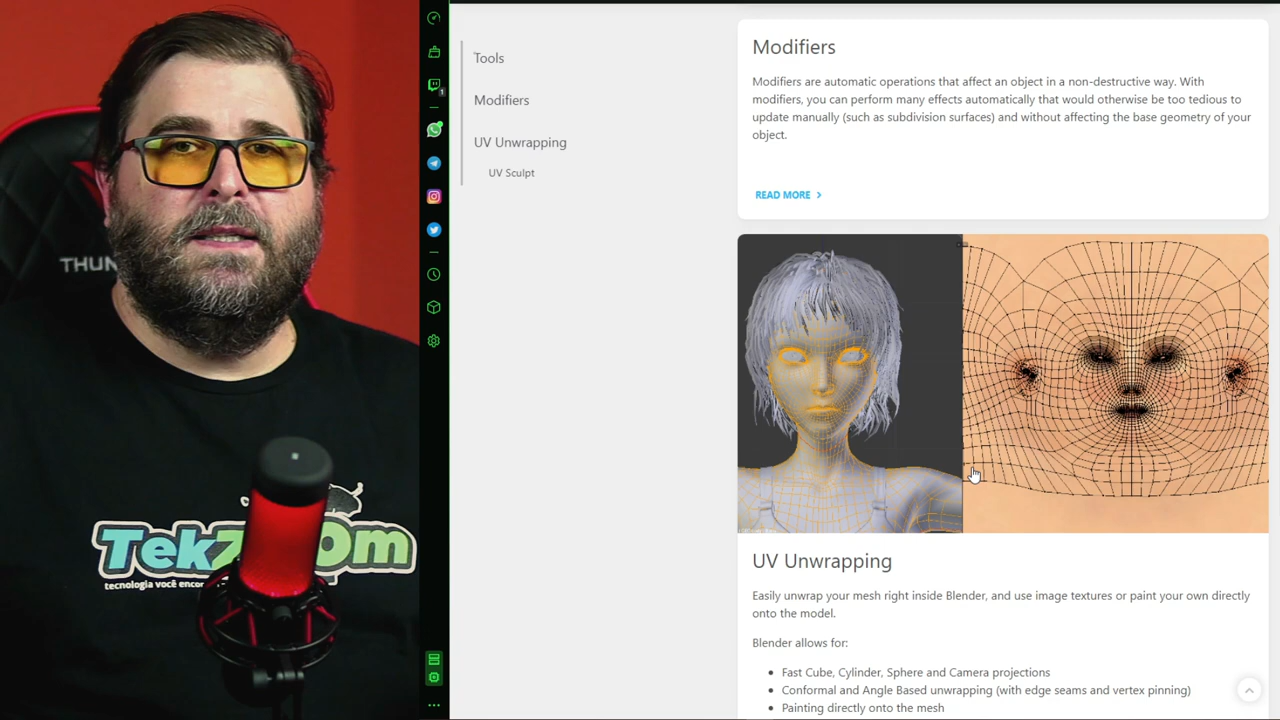 THUN
TekZ
m
tecnologia você enco
1
Tools
Modifiers
UV Unwrapping
UV Sculpt
Modifiers
Modifiers are automatic operations that affect an object in a non-destructive way. With
modifiers, you can perform many effects automatically that would otherwise be too tedious to
update manually (such as subdivision surfaces) and without affecting the base geometry of your
object.
READ MORE
UV Unwrapping
Easily unwrap your mesh right inside Blender, and use image textures or paint your own directly
onto the model.
Blender allows for:
• Fast Cube, Cylinder, Sphere and Camera projections
• Conformal and Angle Based unwrapping (with edge seams and vertex pinning)
• Painting directly onto the mesh